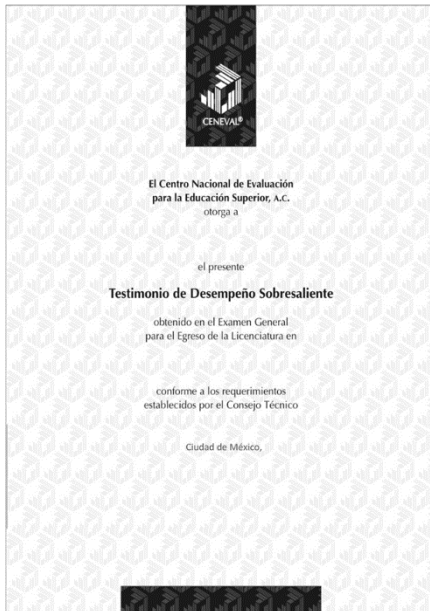 CENEVAL®
El Centro Nacional de Evaluación
para la Educación Superior, A.C.
otorga a
el presente
Testimonio de Desempeño Sobresaliente
obtenido en el Examen General
para el Egreso de la Licenciatura en
conforme a los requerimientos
establecidos por el Consejo Técnico
Ciudad de México,